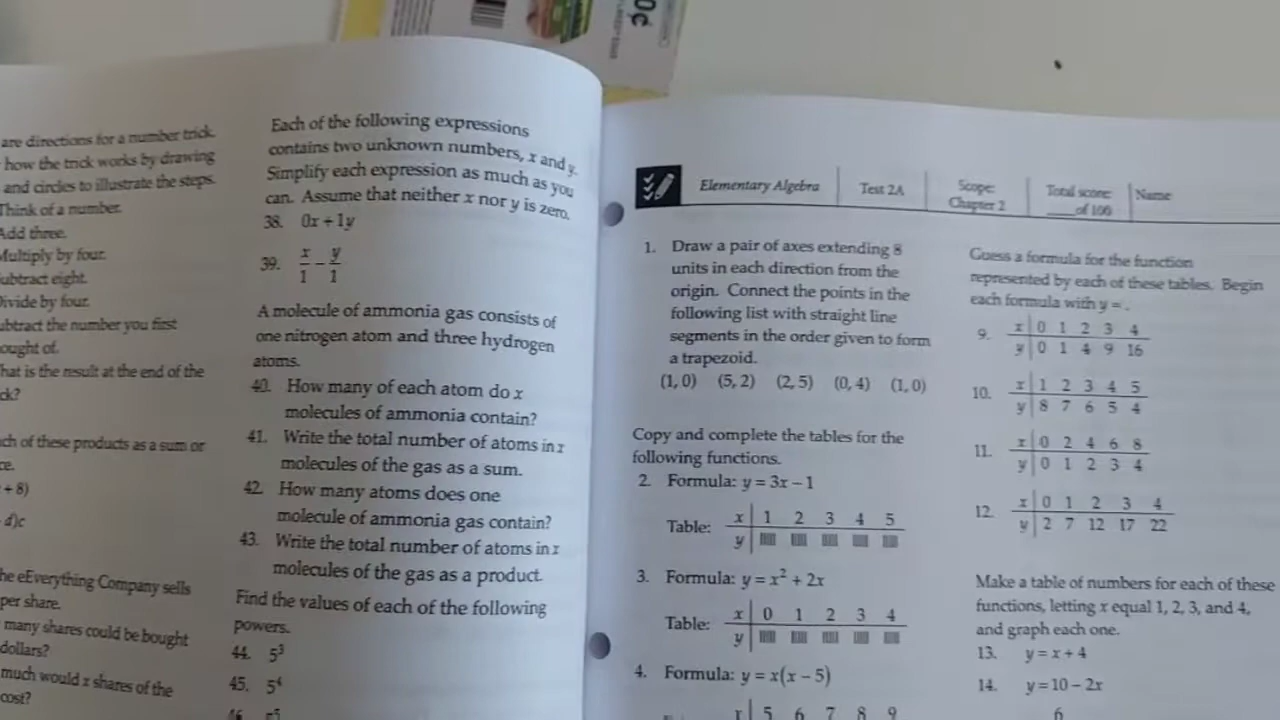 0¢
are directions for a number trick.
how the trick works by drawing
and circles to illustrate the steps.
Think of a number.
Add three.
Multiply by four.
ubtract eight.
Divide by four.
ubtract the number you first
ought of.
hat is the result at the end of the
ck?
ch of these products as a sum or
ce.
+ 8)
d)c
he eEverything Company sells
per share.
many shares could be bought
dollars?
much would x shares of the
cost?
Each of the following expressions
contains two unknown numbers, x and y.
Simplify each expression as much as you
can. Assume that neither x nor y is zero.
38. 0x + 1y
39. x/1 – y/1
A molecule of ammonia gas consists of
one nitrogen atom and three hydrogen
atoms.
40. How many of each atom do x
molecules of ammonia contain?
41. Write the total number of atoms in x
molecules of the gas as a sum.
42. How many atoms does one
molecule of ammonia gas contain?
43. Write the total number of atoms in x
molecules of the gas as a product.
Find the values of each of the following
powers.
44. 5³
45. 5⁴
46. 5⁵
Elementary Algebra Test 2A Scope: Chapter 2 Total score: ____of 100 Name
1. Draw a pair of axes extending 8
units in each direction from the
origin. Connect the points in the
following list with straight line
segments in the order given to form
a trapezoid.
(1, 0) (5, 2) (2, 5) (0, 4) (1, 0)
Copy and complete the tables for the
following functions.
2. Formula: y = 3x – 1
Table: x 1 2 3 4 5
y
3. Formula: y = x² + 2x
Table: x 0 1 2 3 4
y
4. Formula: y = x(x – 5)
x 5 6 7 8 9
Guess a formula for the function
represented by each of these tables. Begin
each formula with y = .
9. x 0 1 2 3 4
y 0 1 4 9 16
10. x 1 2 3 4 5
y 8 7 6 5 4
11. x 0 2 4 6 8
y 0 1 2 3 4
12. x 0 1 2 3 4
y 2 7 12 17 22
Make a table of numbers for each of these
functions, letting x equal 1, 2, 3, and 4,
and graph each one.
13. y = x + 4
14. y = 10 – 2x
6